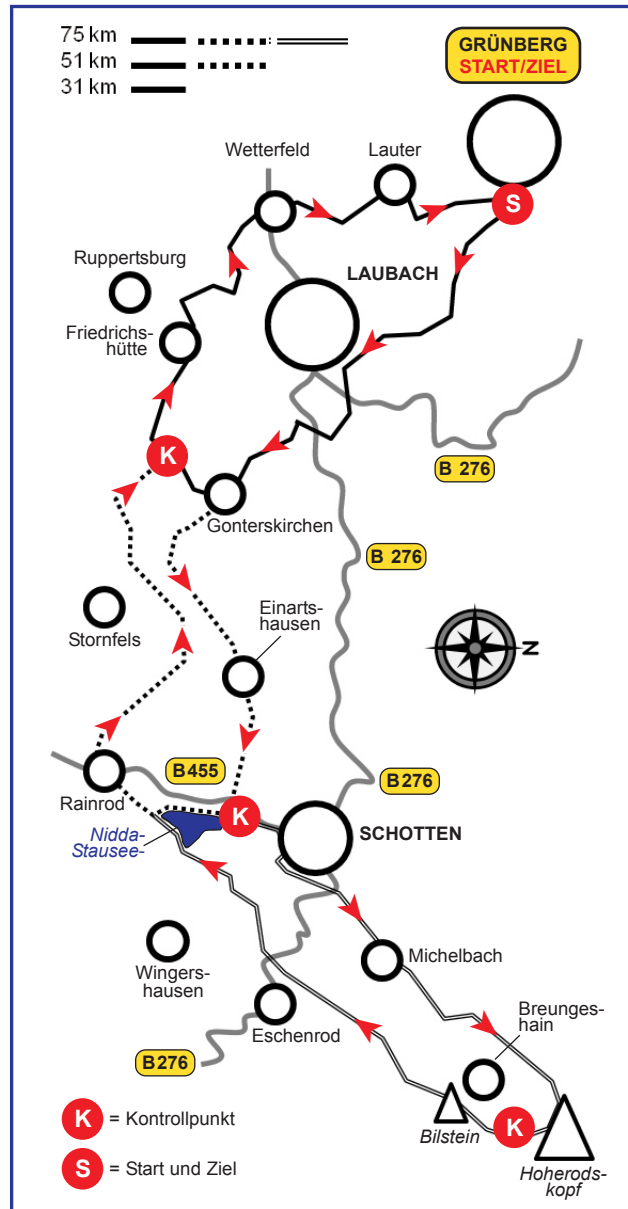 75 km
51 km
31 km
GRÜNBERG
START/ZIEL
Wetterfeld
Lauter
S
Ruppertsburg
LAUBACH
Friedrichs-
hütte
K
B 276
Gonterskirchen
B 276
Einarts-
hausen
Stornfels
N
B455
B276
Rainrod
K
Nidda-
Stausee-
SCHOTTEN
Wingers-
hausen
Michelbach
Breunges-
hain
Eschenrod
B276
K
Bilstein
Hoherods-
kopf
K = Kontrollpunkt
S = Start und Ziel